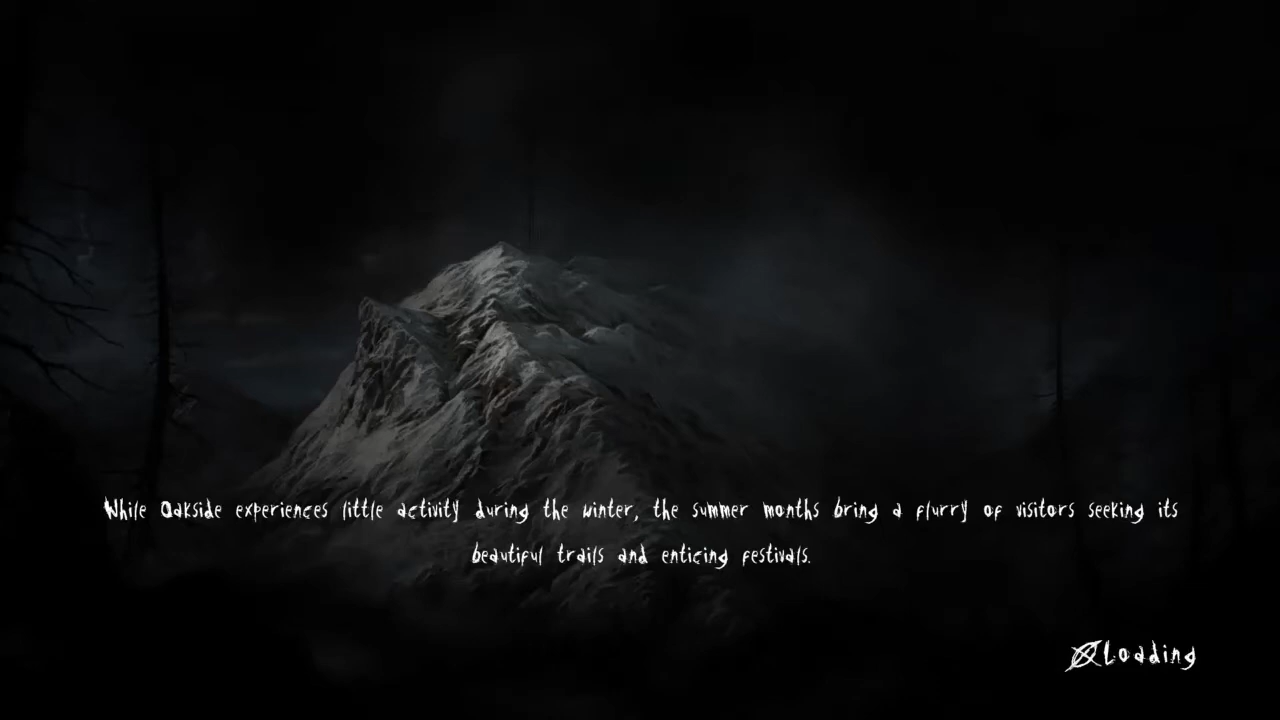 While Oakside experiences little activity during the winter, the summer months bring a flurry of visitors seeking its
beautiful trails and enticing festivals.
Loading